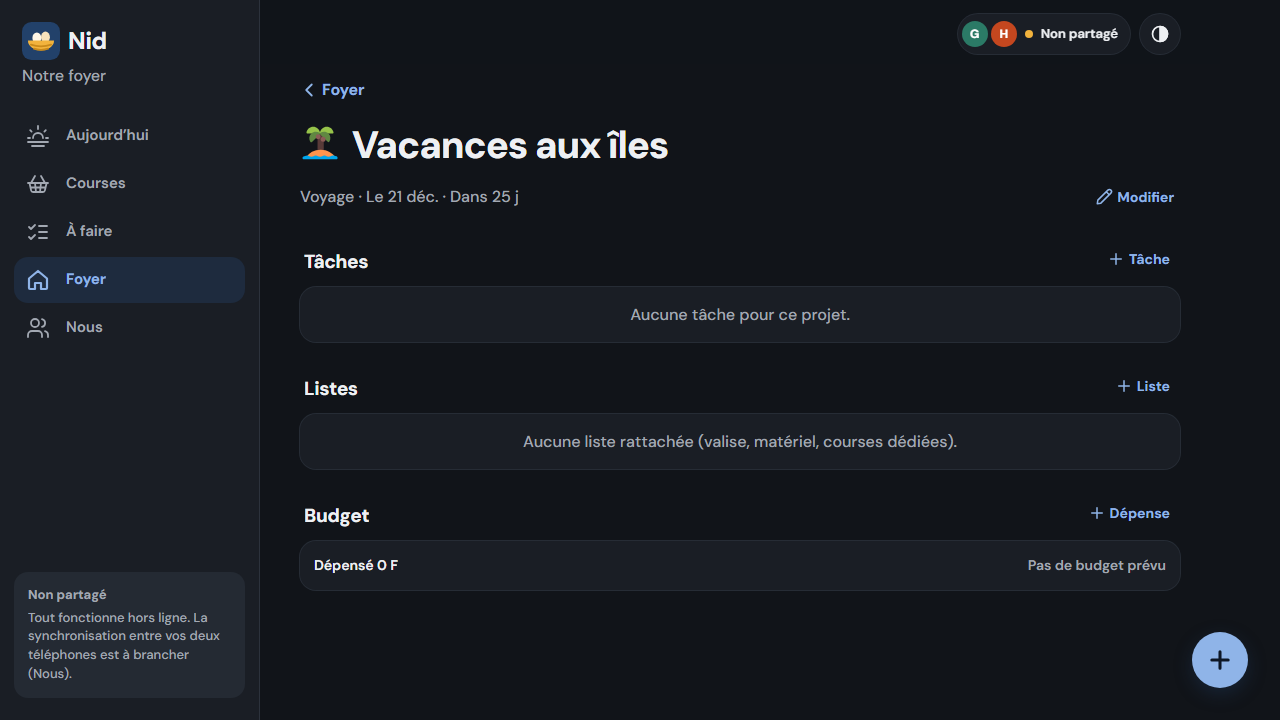 Nid
Notre foyer
Aujourd’hui
Courses
À faire
Foyer
Nous
Non partagé
Tout fonctionne hors ligne. La
synchronisation entre vos deux
téléphones est à brancher
(Nous).
G H Non partagé
Foyer
Vacances aux îles
Voyage · Le 21 déc. · Dans 25 j
Modifier
Tâches
+ Tâche
Aucune tâche pour ce projet.
Listes
+ Liste
Aucune liste rattachée (valise, matériel, courses dédiées).
Budget
+ Dépense
Dépensé 0 F
Pas de budget prévu